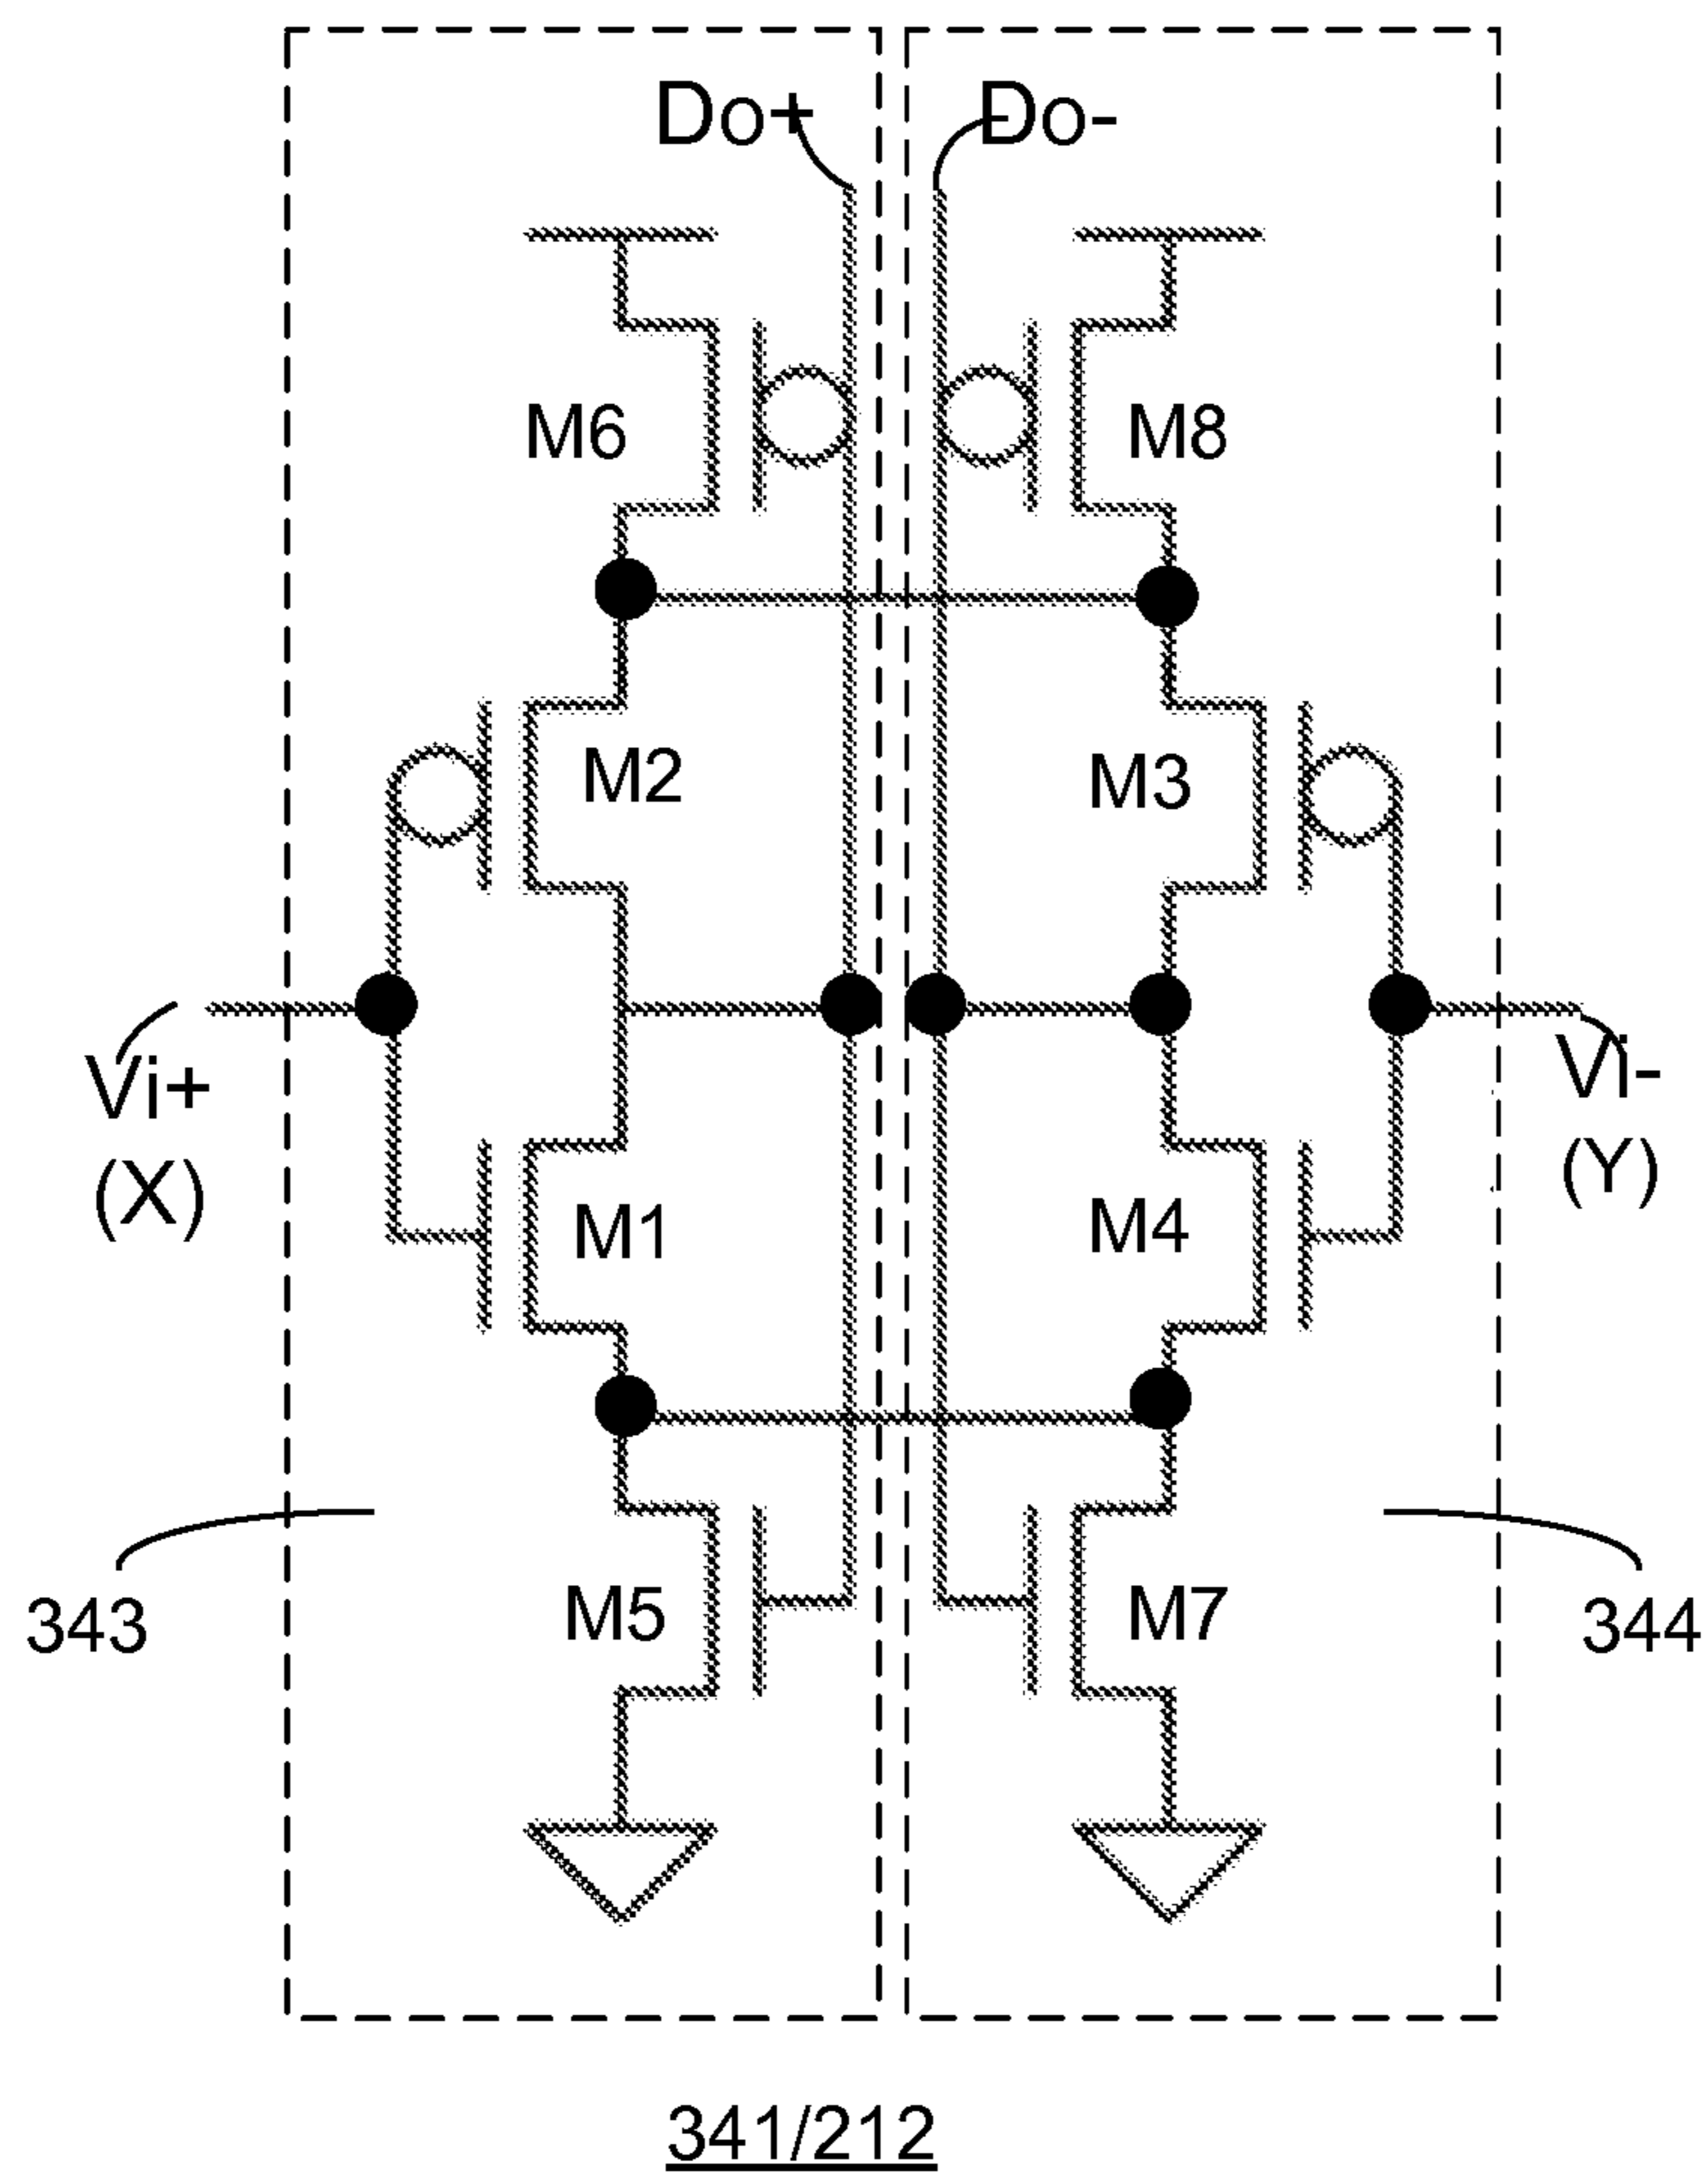 Do+ Do-
M6 M8
M2 M3
Vi+ Vi-
(X) (Y)
M1 M4
M5 M7
343 344
341/212